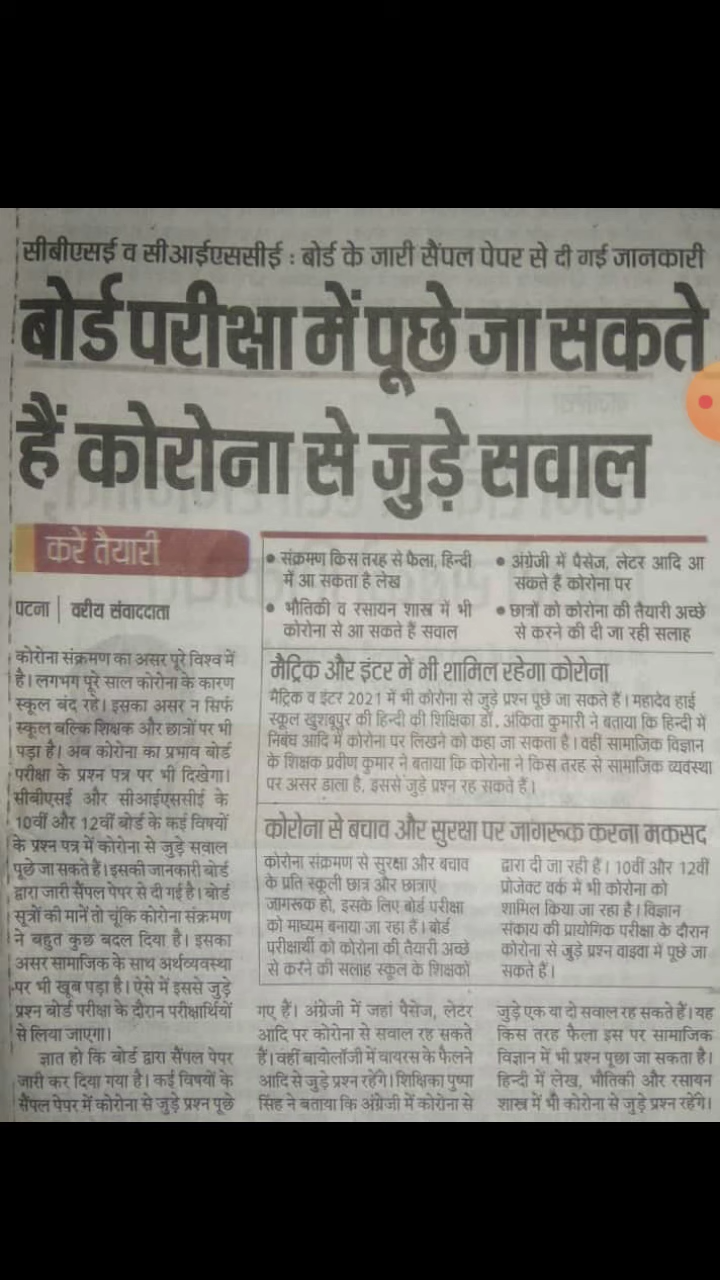 सीबीएसई व सीआईएससीई : बोर्ड के जारी सैंपल पेपर से दी गई जानकारी
बोर्ड परीक्षा में पूछे जा सकते
हैं कोरोना से जुड़े सवाल
करें तैयारी
पटना | वरीय संवाददाता
कोरोना संक्रमण का असर पूरे विश्व में
है। लगभग पूरे साल कोरोना के कारण
स्कूल बंद रहे। इसका असर न सिर्फ
स्कूल बल्कि शिक्षक और छात्रों पर भी
पड़ा है। अब कोरोना का प्रभाव बोर्ड
परीक्षा के प्रश्न पत्र पर भी दिखेगा।
सीबीएसई और सीआईएससीई के
10वीं और 12वीं बोर्ड के कई विषयों
के प्रश्न पत्र में कोरोना से जुड़े सवाल
पूछे जा सकते हैं। इसकी जानकारी बोर्ड
द्वारा जारी सैंपल पेपर से दी गई है। बोर्ड
सूत्रों की मानें तो चूंकि कोरोना संक्रमण
ने बहुत कुछ बदल दिया है। इसका
असर सामाजिक के साथ अर्थव्यवस्था
पर भी खूब पड़ा है। ऐसे में इससे जुड़े
प्रश्न बोर्ड परीक्षा के दौरान परीक्षार्थियों
से लिया जाएगा।
ज्ञात हो कि बोर्ड द्वारा सैंपल पेपर
जारी कर दिया गया है। कई विषयों के
सैंपल पेपर में कोरोना से जुड़े प्रश्न पूछे
● संक्रमण किस तरह से फैला, हिन्दी
में आ सकता है लेख
● भौतिकी व रसायन शास्त्र में भी
कोरोना से आ सकते हैं सवाल
● अंग्रेजी में पैसेज, लेटर आदि आ
सकते हैं कोरोना पर
● छात्रों को कोरोना की तैयारी अच्छे
से करने की दी जा रही सलाह
मैट्रिक और इंटर में भी शामिल रहेगा कोरोना
मैट्रिक व इंटर 2021 में भी कोरोना से जुड़े प्रश्न पूछे जा सकते हैं। महादेव हाई
स्कूल खुशबूपुर की हिन्दी की शिक्षिका डॉ. अंकिता कुमारी ने बताया कि हिन्दी में
निबंध आदि में कोरोना पर लिखने को कहा जा सकता है। वहीं सामाजिक विज्ञान
के शिक्षक प्रवीण कुमार ने बताया कि कोरोना ने किस तरह से सामाजिक व्यवस्था
पर असर डाला है, इससे जुड़े प्रश्न रह सकते हैं।
कोरोना से बचाव और सुरक्षा पर जागरूक करना मकसद
कोरोना संक्रमण से सुरक्षा और बचाव
के प्रति स्कूली छात्र और छात्राएं
जागरूक हो, इसके लिए बोर्ड परीक्षा
को माध्यम बनाया जा रहा है। बोर्ड
परीक्षार्थी को कोरोना की तैयारी अच्छे
से करने की सलाह स्कूल के शिक्षकों
द्वारा दी जा रही है। 10वीं और 12वीं
प्रोजेक्ट वर्क में भी कोरोना को
शामिल किया जा रहा है। विज्ञान
संकाय की प्रायोगिक परीक्षा के दौरान
कोरोना से जुड़े प्रश्न वाइवा में पूछे जा
सकते हैं।
गए हैं। अंग्रेजी में जहां पैसेज, लेटर
आदि पर कोरोना से सवाल रह सकते
हैं। वहीं बायोलॉजी में वायरस के फैलने
आदि से जुड़े प्रश्न रहेंगे। शिक्षिका पुष्पा
सिंह ने बताया कि अंग्रेजी में कोरोना से
जुड़े एक या दो सवाल रह सकते हैं। यह
किस तरह फैला इस पर सामाजिक
विज्ञान में भी प्रश्न पूछा जा सकता है।
हिन्दी में लेख, भौतिकी और रसायन
शास्त्र में भी कोरोना से जुड़े प्रश्न रहेंगे।